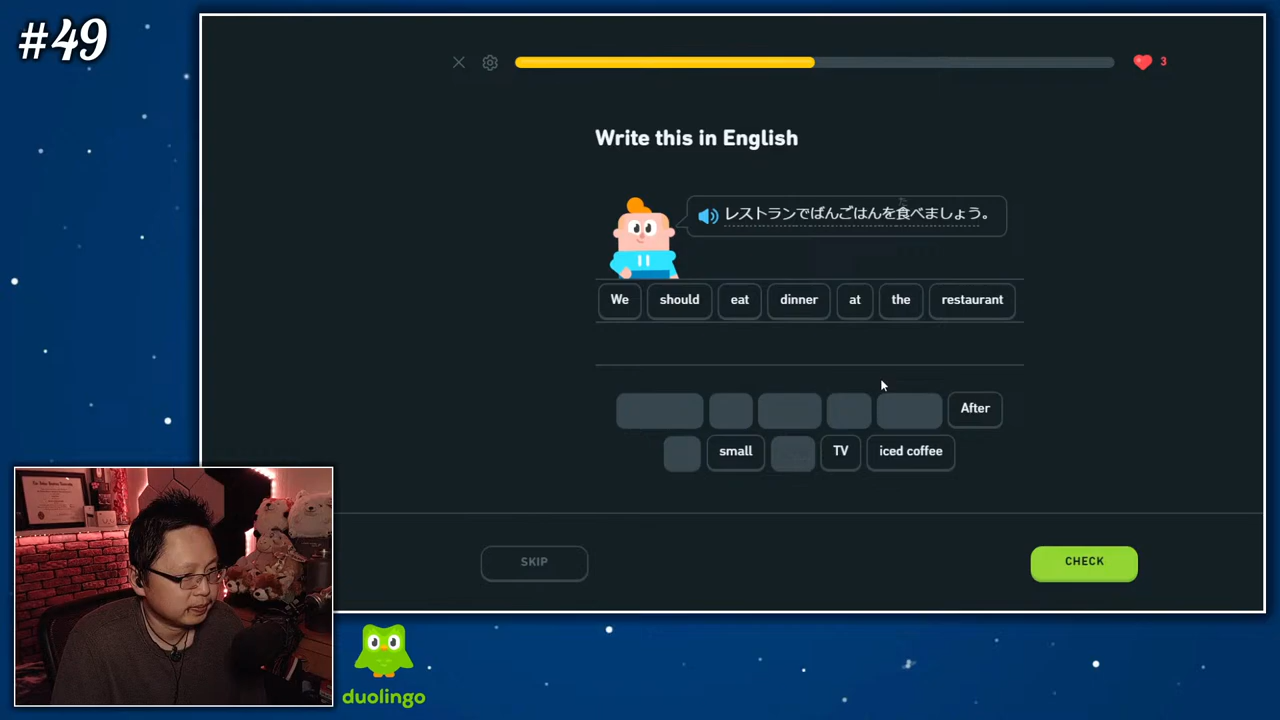 #49
3
Write this in English
レストランでばんごはんを食べましょう。
We should eat dinner at the restaurant
After
small TV iced coffee
SKIP
CHECK
duolingo